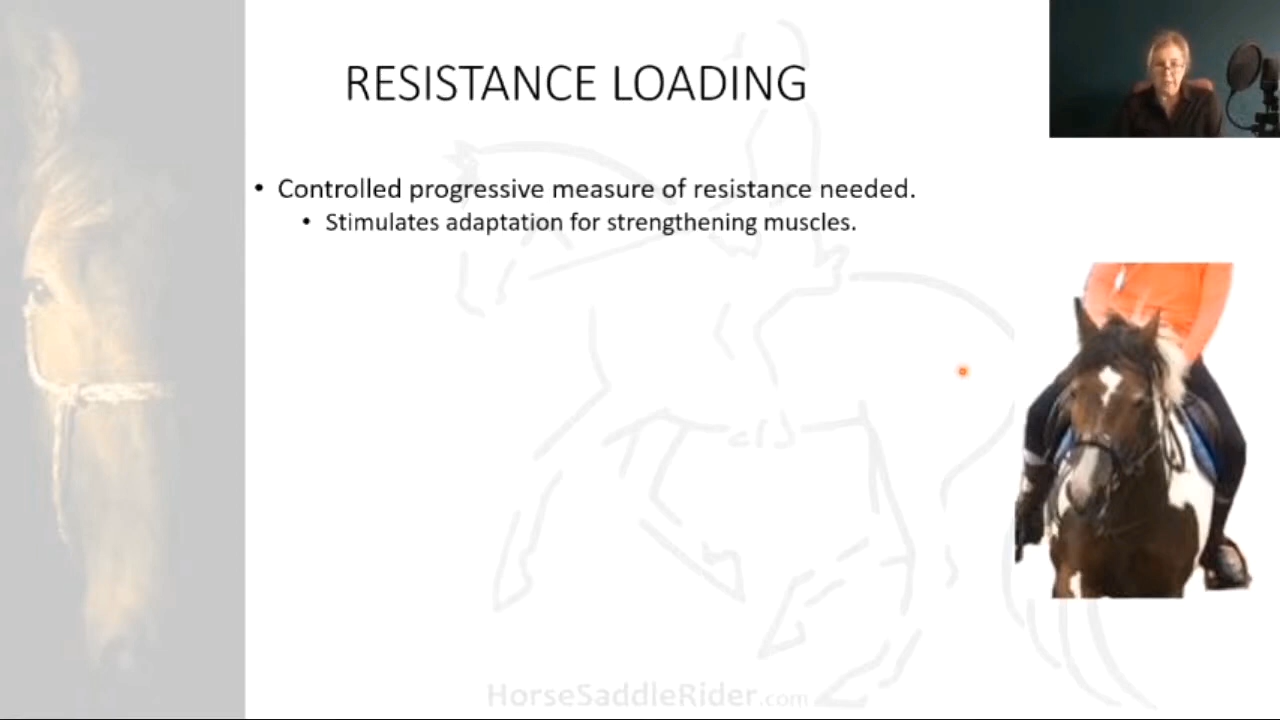 RESISTANCE LOADING
• Controlled progressive measure of resistance needed.
• Stimulates adaptation for strengthening muscles.
HorseSaddleRider.com